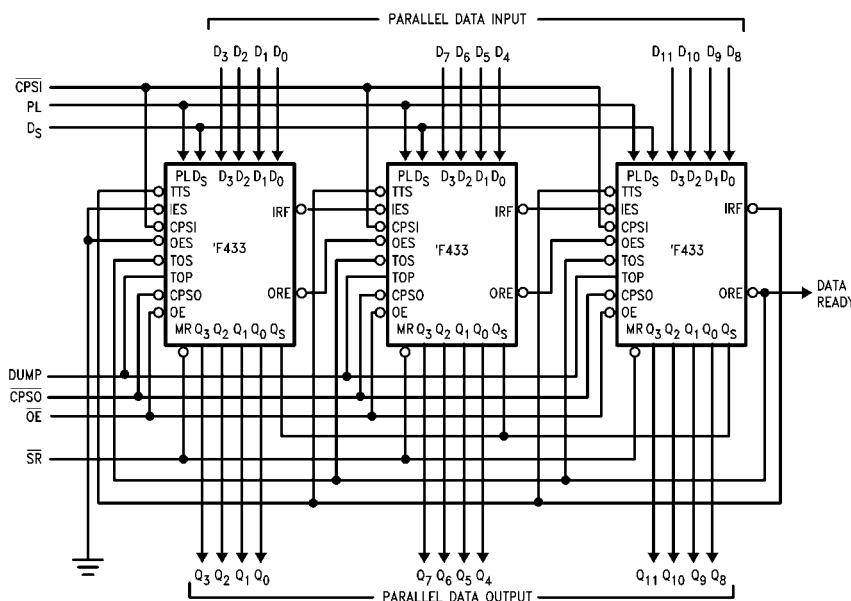 PARALLEL DATA INPUT
D3 D2 D1 D0 D7 D6 D5 D4 D11 D10 D9 D8
CPSI
PL
DS
PL DS D3 D2 D1 D0 PL DS D3 D2 D1 D0 PL DS D3 D2 D1 D0
TTS TTS TTS
IES IRF IES IRF IES IRF
CPSI CPSI CPSI
OES 'F433 OES 'F433 OES 'F433
TOS TOS TOS
TOP TOP TOP
CPSO ORE CPSO ORE CPSO ORE DATA READY
OE OE OE
MR Q3 Q2 Q1 Q0 QS MR Q3 Q2 Q1 Q0 QS MR Q3 Q2 Q1 Q0 QS
DUMP
CPSO
OE
SR
Q3 Q2 Q1 Q0 Q7 Q6 Q5 Q4 Q11 Q10 Q9 Q8
PARALLEL DATA OUTPUT